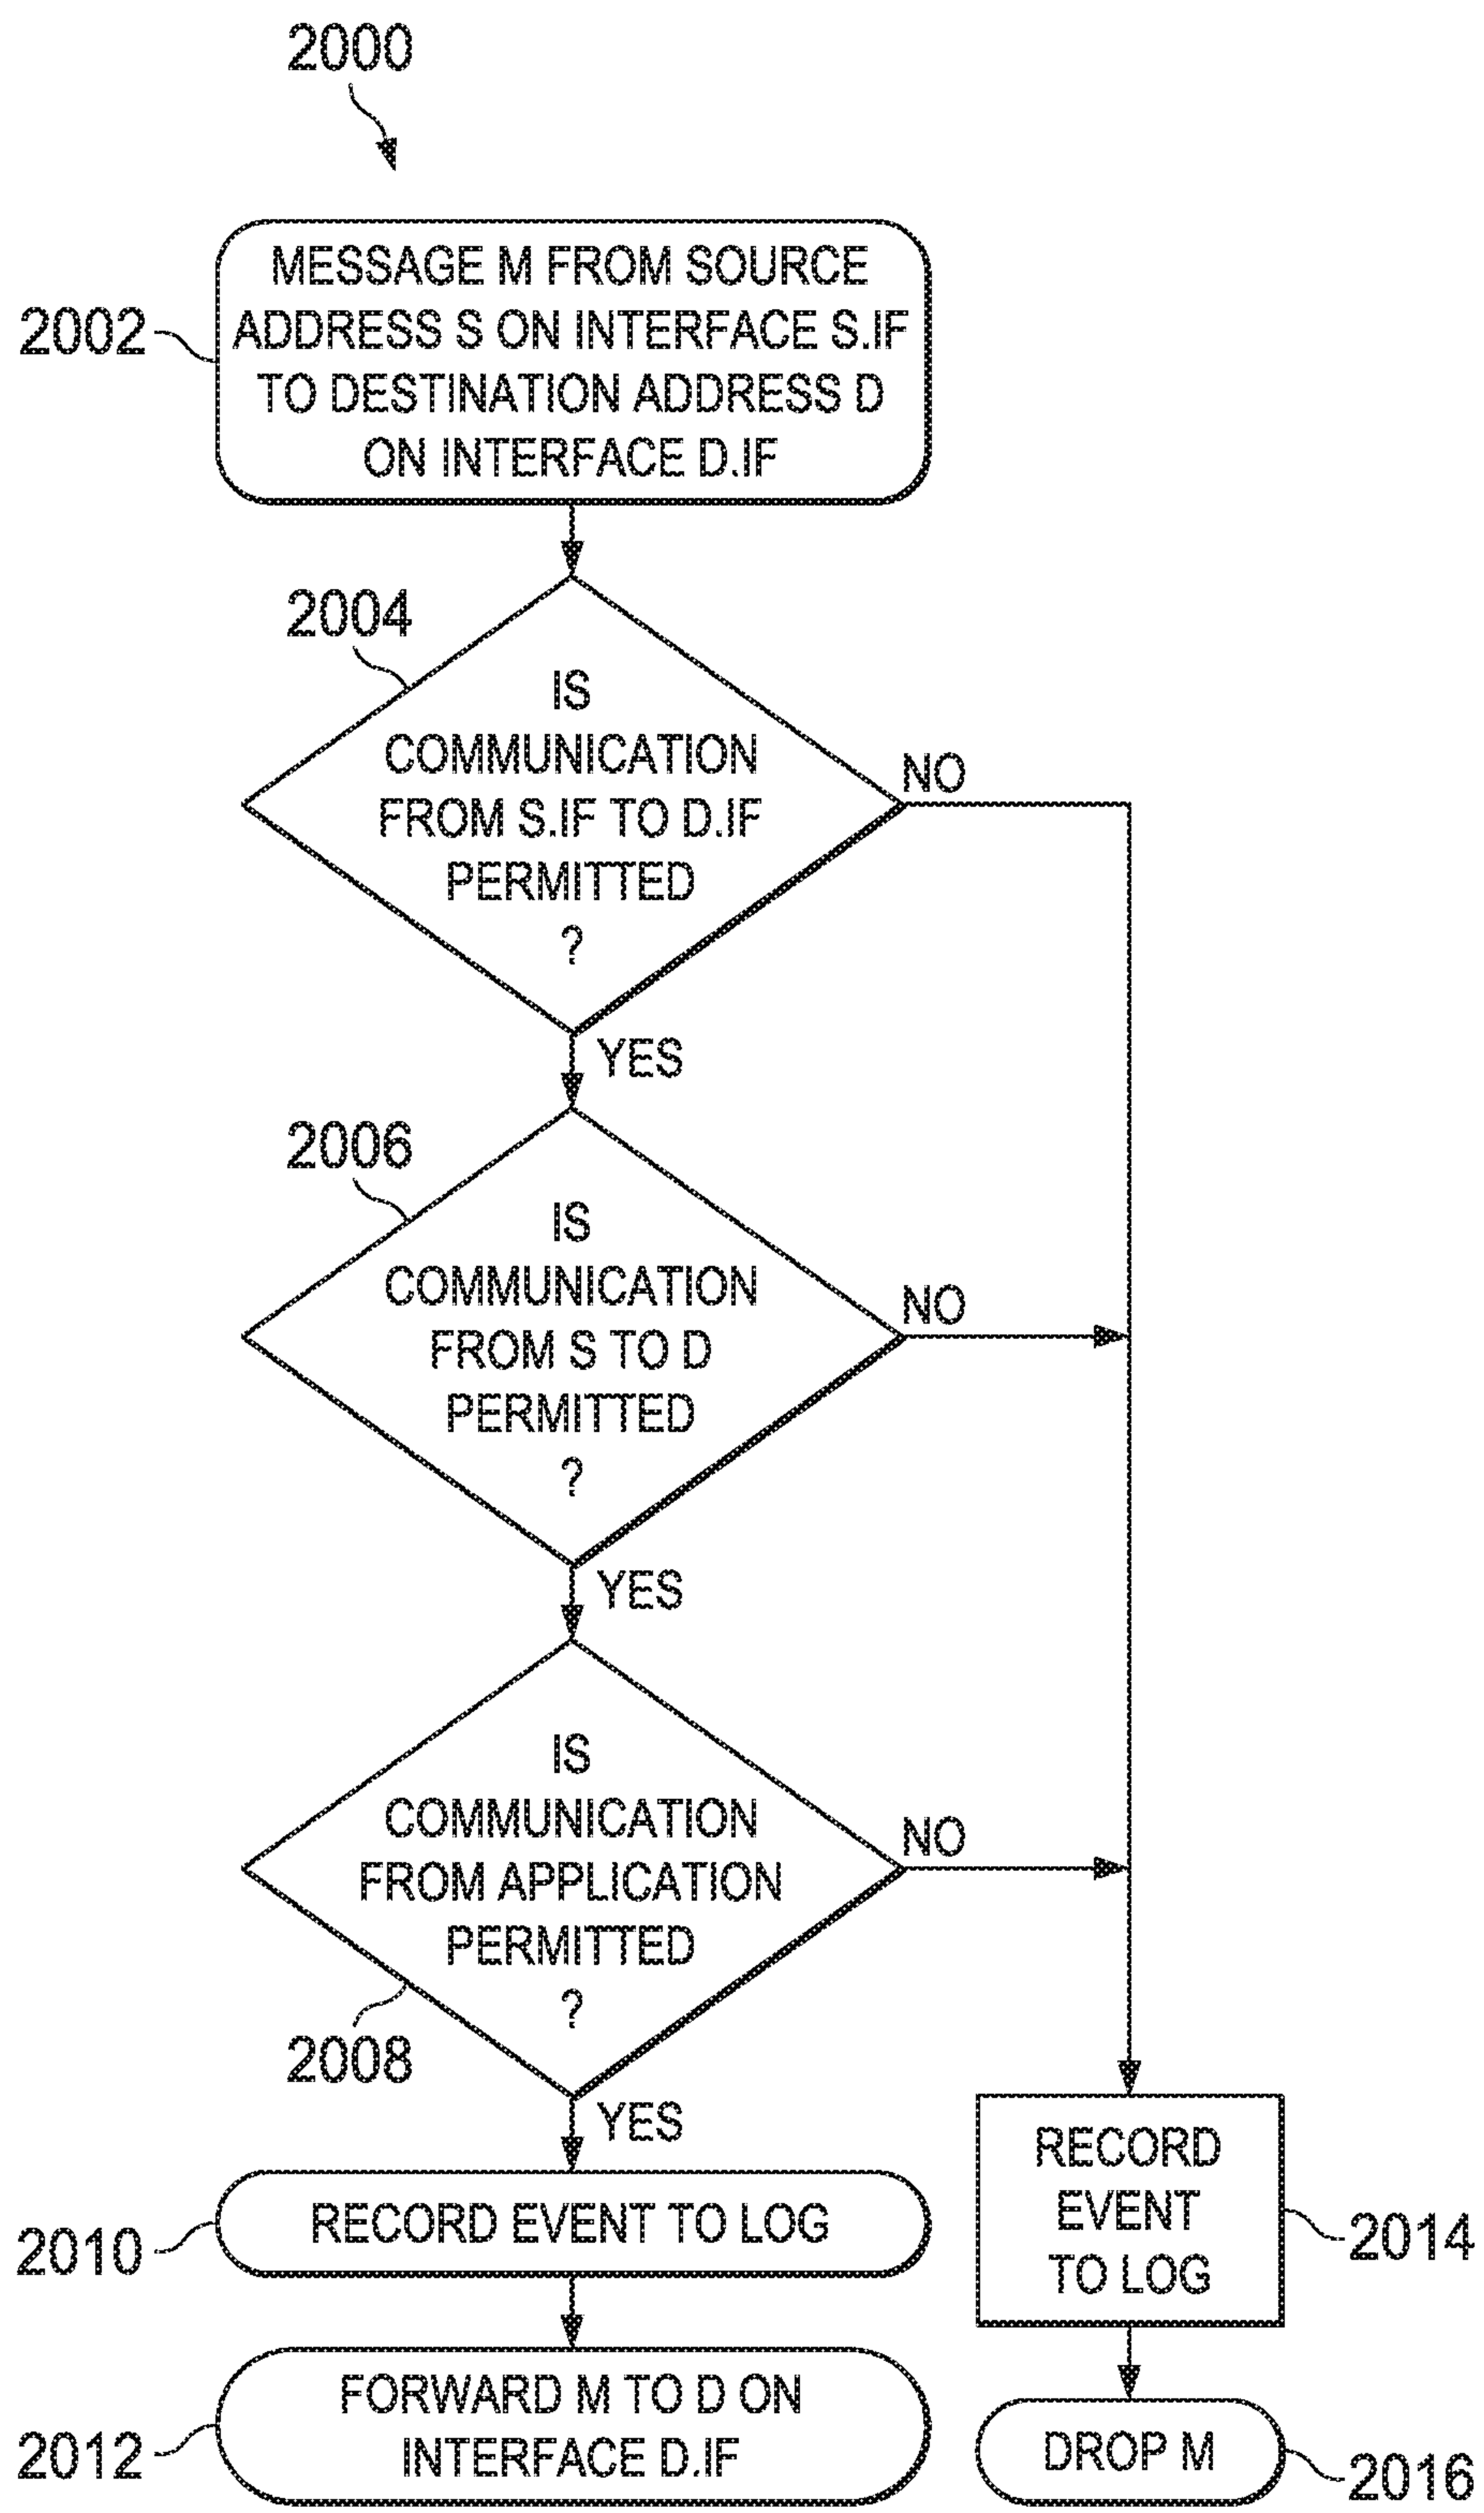 2000
MESSAGE M FROM SOURCE
ADDRESS S ON INTERFACE S.IF
TO DESTINATION ADDRESS D
ON INTERFACE D.IF
2002
2004
IS
COMMUNICATION
FROM S.IF TO D.IF
PERMITTED
?
NO
YES
2006
IS
COMMUNICATION
FROM S TO D
PERMITTED
?
NO
YES
IS
COMMUNICATION
FROM APPLICATION
PERMITTED
?
NO
2008
YES
RECORD EVENT TO LOG
2010
RECORD
EVENT
TO LOG
2014
FORWARD M TO D ON
INTERFACE D.IF
2012
DROP M
2016